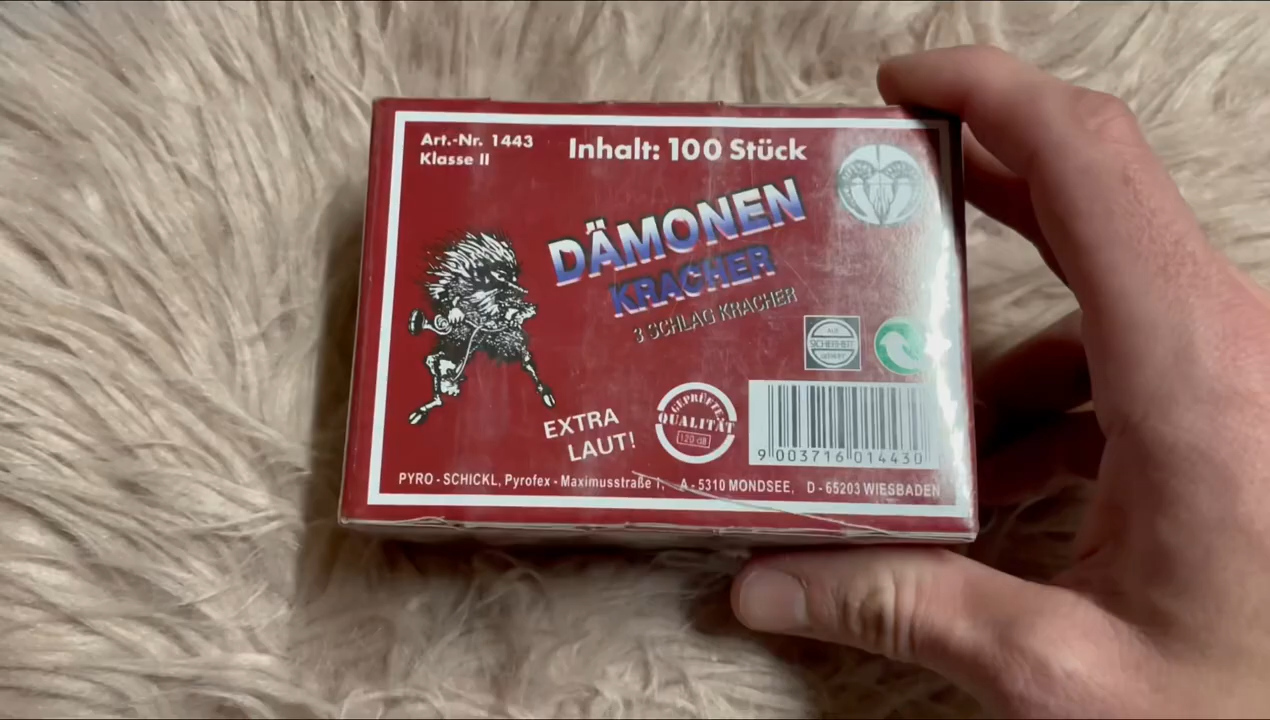 Art.-Nr. 1443
Klasse II
Inhalt: 100 Stück
DÄMONEN
KRACHER
3 SCHLAG KRACHER
EXTRA
LAUT!
GEPRÜFTE
QUALITÄT
120 dB
SICHERHEIT
9 003716 014430
PYRO - SCHICKL, Pyrofex - Maximusstraße 1, A - 5310 MONDSEE, D - 65203 WIESBADEN